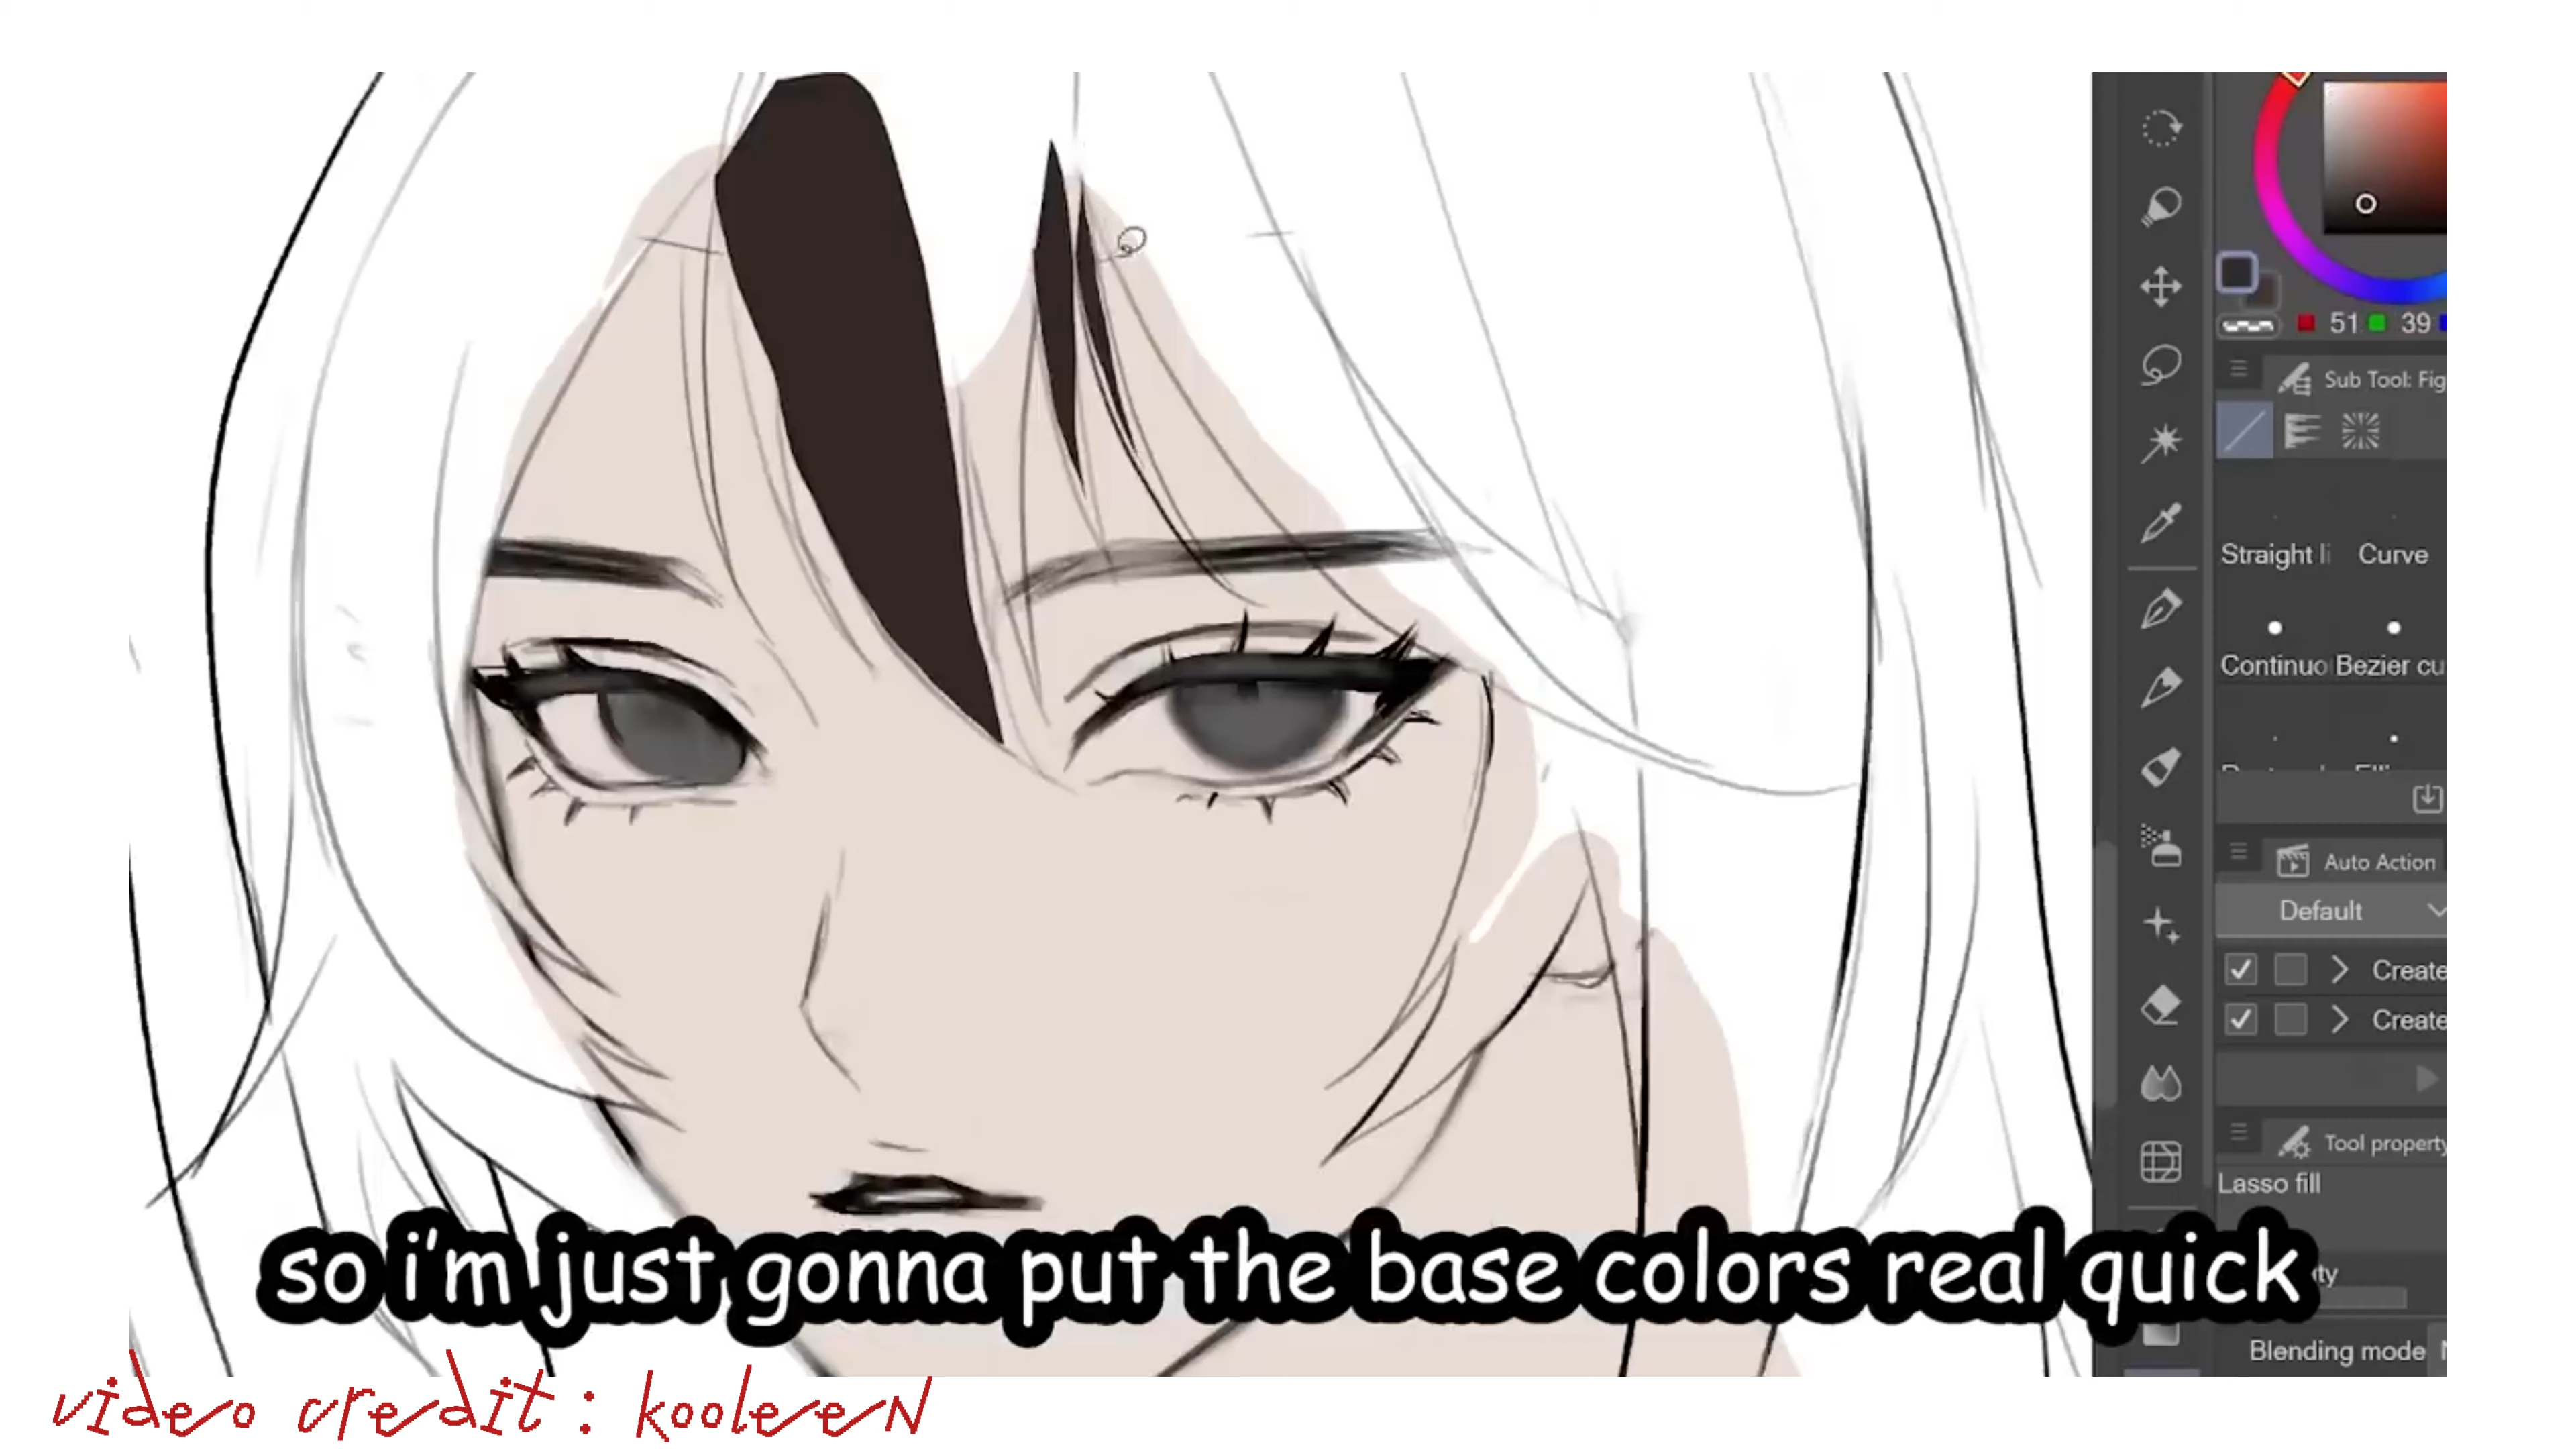 51 39
Sub Tool: Fig
Straight li Curve
Continuo Bezier cu
Auto Action
Default
Create
Create
Tool property
Lasso fill
so i'm just gonna put the base colors real quick
ty
Blending mode
video credit: kooleeN